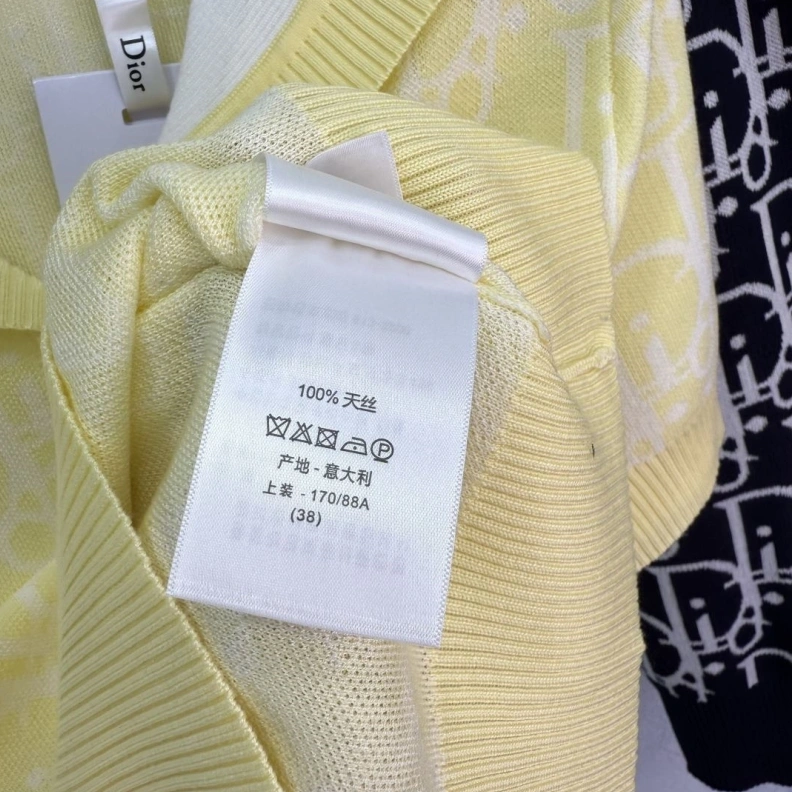 Dior
100% 天丝
P
产地 - 意大利
上装 - 170/88A
(38)